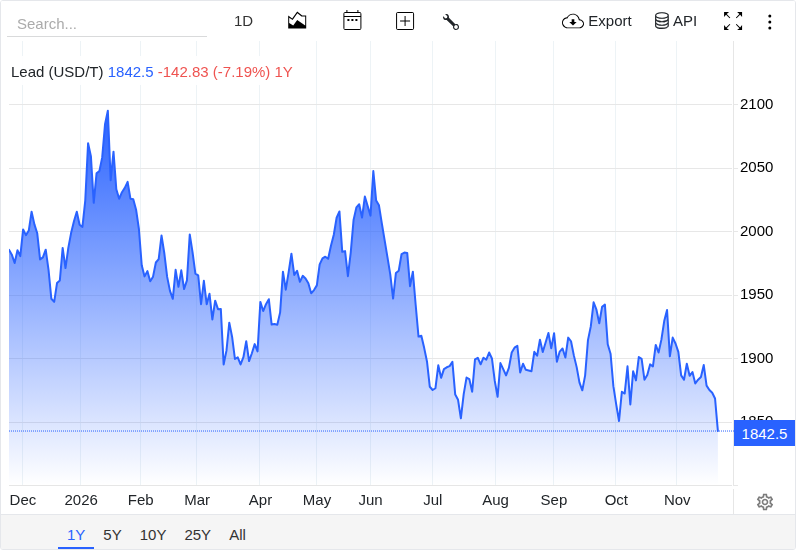 Search...
1D
Export
API
Lead (USD/T) 1842.5 -142.83 (-7.19%) 1Y
2100
2050
2000
1950
1900
1850
1842.5
Dec 2026 Feb Mar Apr May Jun Jul Aug Sep Oct Nov
1Y 5Y 10Y 25Y All